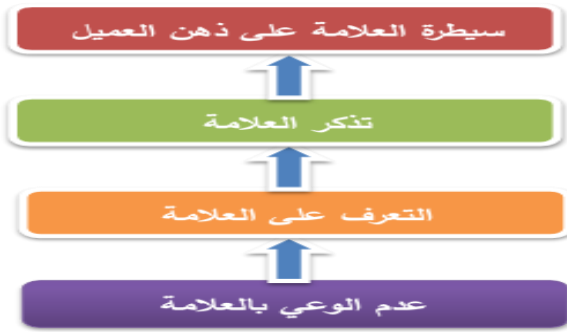 سيطرة العلامة على ذهن العميل
تذكر العلامة
التعرف على العلامة
عدم الوعي بالعلامة